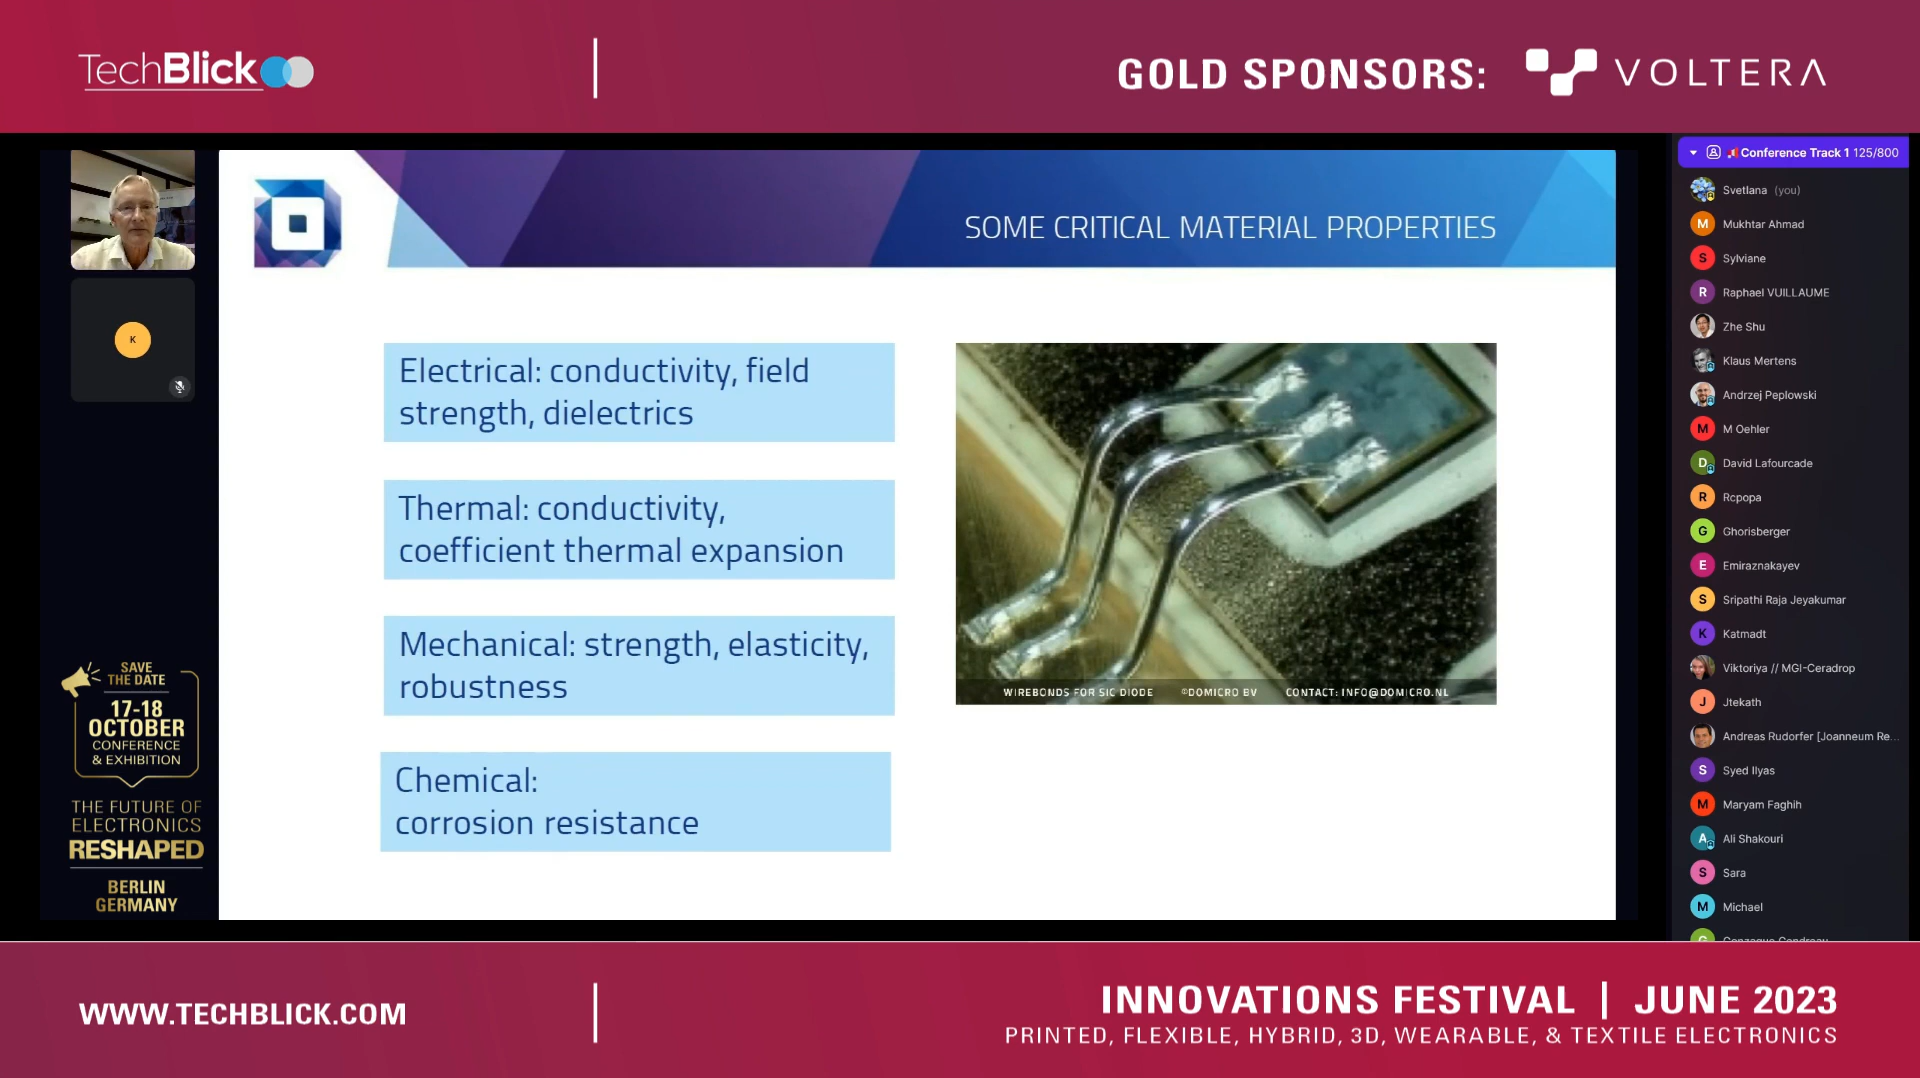 TechBlick
GOLD SPONSORS:
VOLTERA
K
SAVE
THE DATE
17-18
OCTOBER
CONFERENCE
& EXHIBITION
THE FUTURE OF
ELECTRONICS
RESHAPED
BERLIN
GERMANY
SOME CRITICAL MATERIAL PROPERTIES
Electrical: conductivity, field
strength, dielectrics
Thermal: conductivity,
coefficient thermal expansion
Mechanical: strength, elasticity,
robustness
Chemical:
corrosion resistance
WIREBONDS FOR SIC DIODE ©DOMICRO BV CONTACT: INFO@DOMICRO.NL
Conference Track 1 125/800
Svetlana (you)
M Mukhtar Ahmad
S Sylviane
R Raphael VUILLAUME
Zhe Shu
Klaus Mertens
Andrzej Peplowski
M M Oehler
D David Lafourcade
R Rcpopa
G Ghorisberger
E Emiraznakayev
S Sripathi Raja Jeyakumar
K Katmadt
Viktoriya // MGI-Ceradrop
J Jtekath
Andreas Rudorfer [Joanneum Re...
S Syed Ilyas
M Maryam Faghih
A Ali Shakouri
S Sara
M Michael
WWW.TECHBLICK.COM
INNOVATIONS FESTIVAL | JUNE 2023
PRINTED, FLEXIBLE, HYBRID, 3D, WEARABLE, & TEXTILE ELECTRONICS